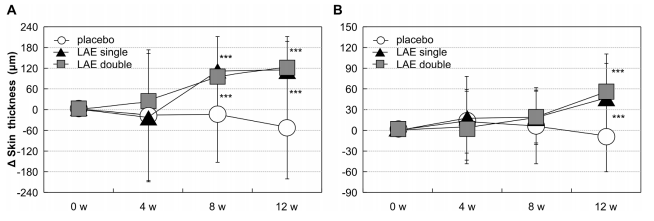 A
Δ Skin thickness (μm)
240
180
120
60
0
-60
-120
-180
-240
placebo
LAE single
LAE double
***
***
***
***
0 w
4 w
8 w
12 w
B
150
120
90
60
30
0
-30
-60
-90
placebo
LAE single
LAE double
***
***
0 w
4 w
8 w
12 w